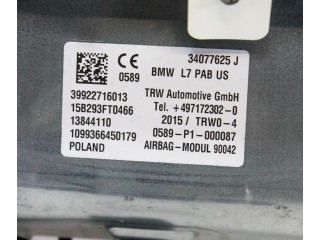 34077625 J
CE 0589 BMW L7 PAB US
39922716013 TRW Automotive GmbH
15B293FT0466 Tel. +497172302-0
13844110 2015 / TRW0-4
1099366450179 0589-P1-000087
POLAND AIRBAG-MODUL 90042